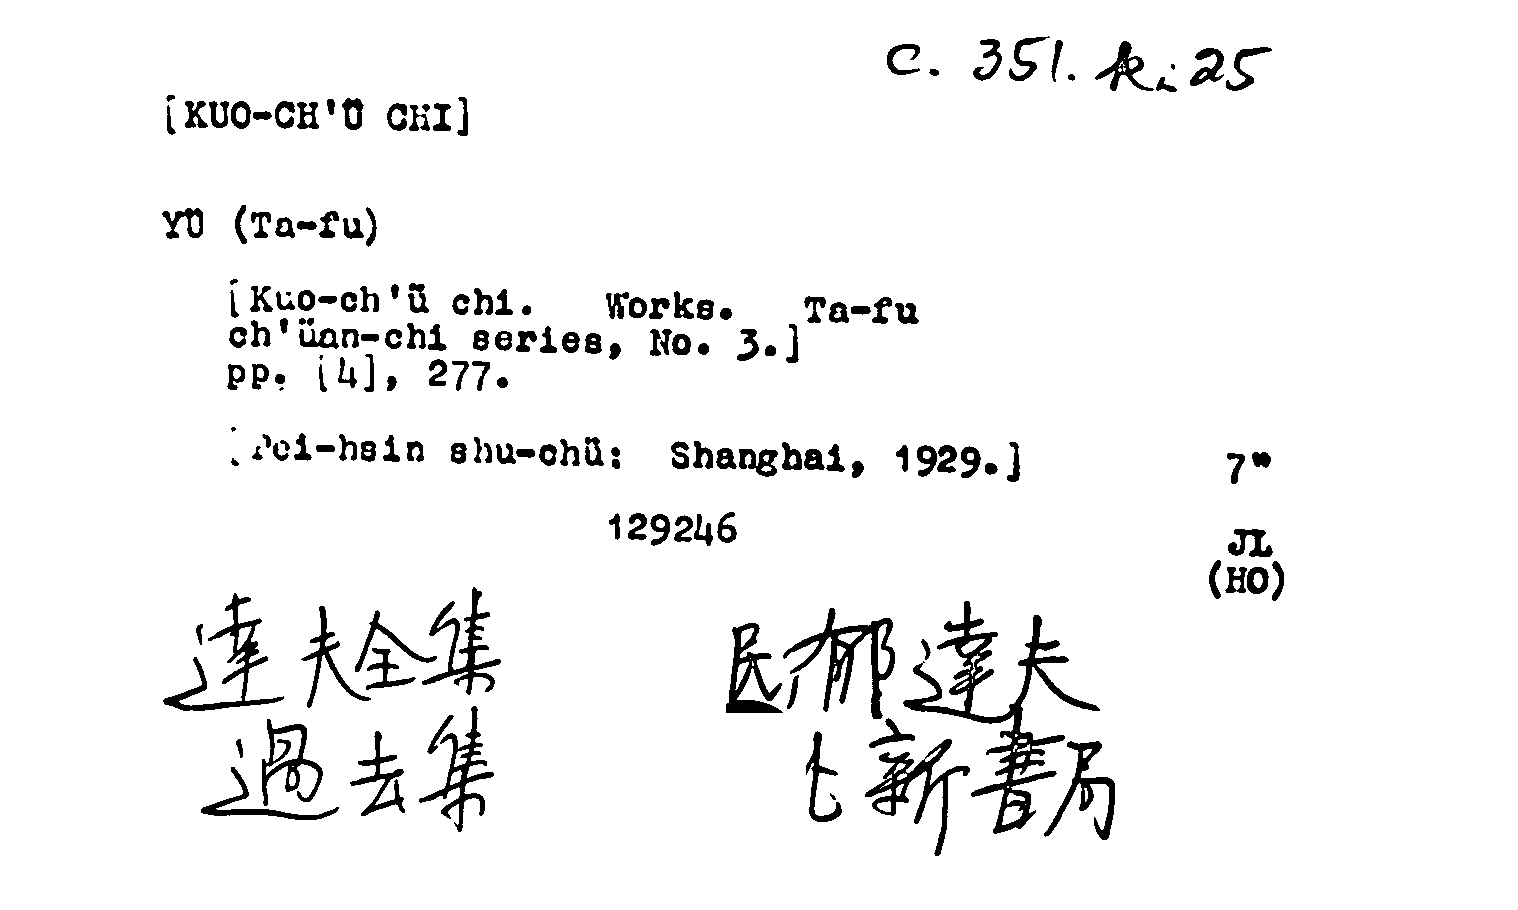 c. 351. k. 25
[KUO-CH'Ü CHI]
YÜ (Ta-fu)
[Kuo-ch'ü chi. Works. Ta-fu
ch'üan-chi series, No. 3.]
pp. [4], 277.
[Pei-hsin shu-chü: Shanghai, 1929.]
7"
129246
JL
(HO)
達夫全集 民 郁達夫
過去集 北新書局